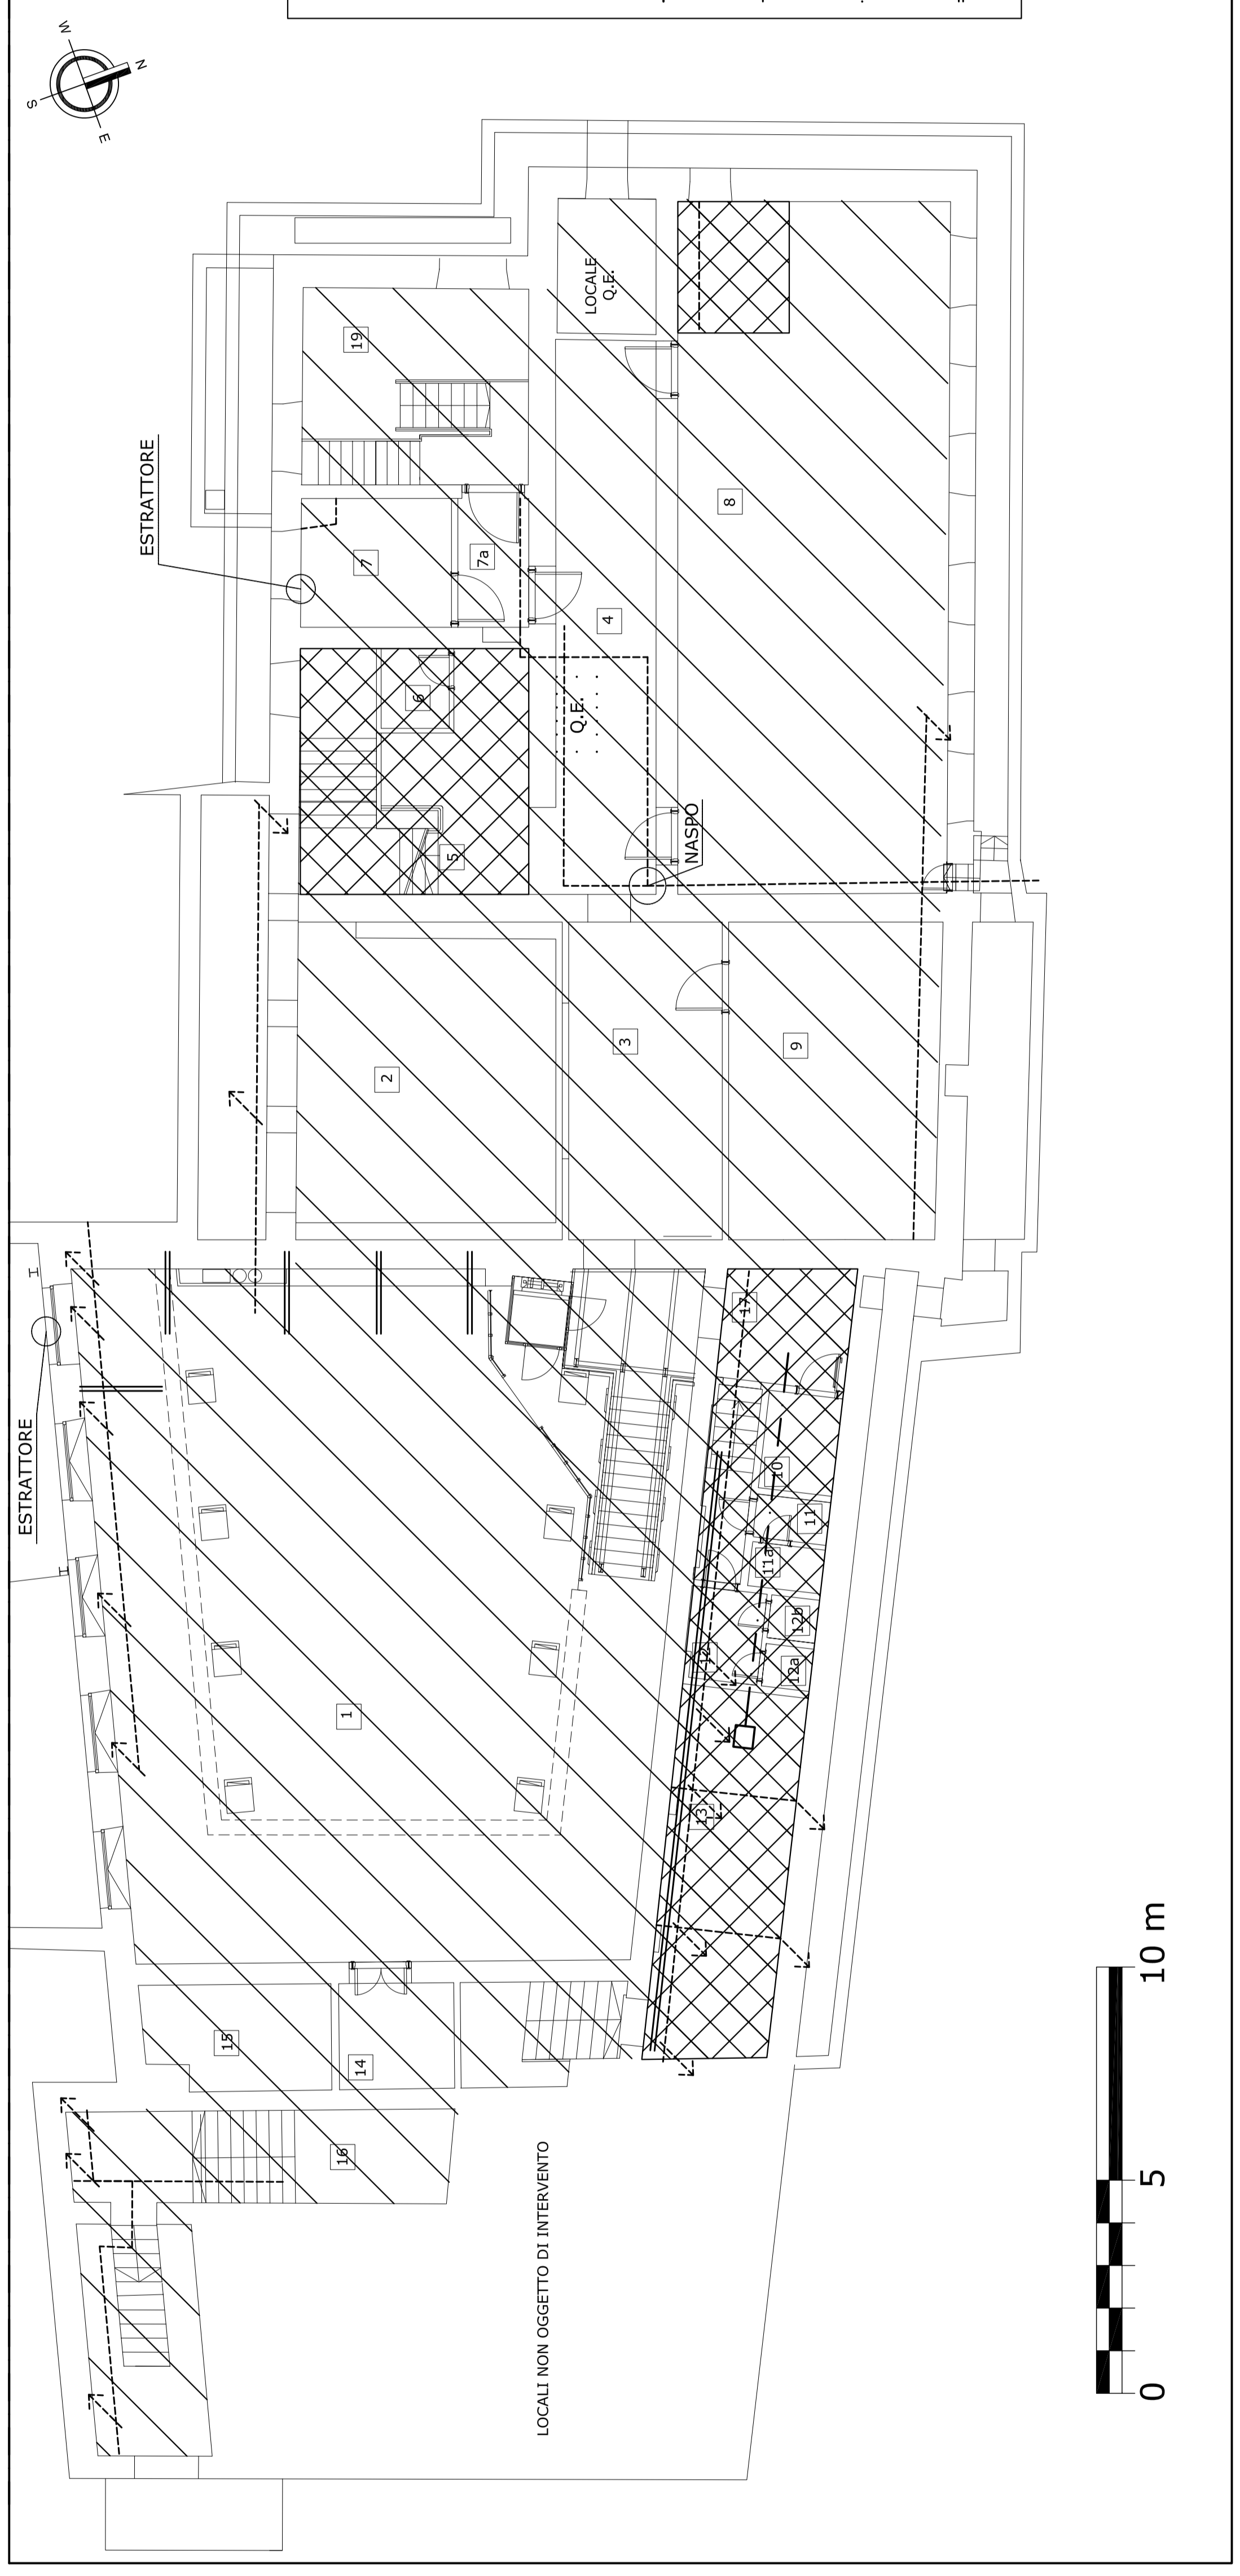 W
N
S
E
ESTRATTORE
LOCALE
Q.E.
19
7
7a
8
4
6
Q.E.
5
NASPO
2
3
9
ESTRATTORE
17
10
11
11a
12b
12
12a
1
13
15
14
16
LOCALI NON OGGETTO DI INTERVENTO
0
5
10 m